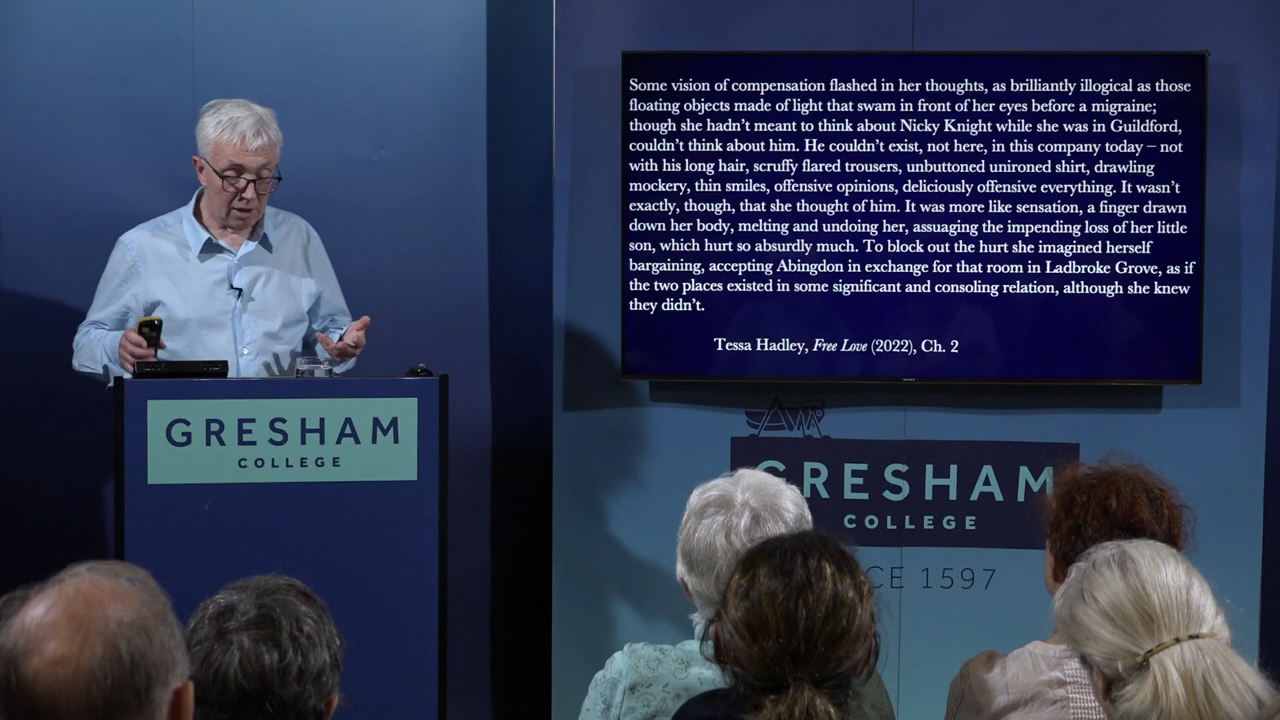 Some vision of compensation flashed in her thoughts, as brilliantly illogical as those
floating objects made of light that swam in front of her eyes before a migraine;
though she hadn't meant to think about Nicky Knight while she was in Guildford,
couldn't think about him. He couldn't exist, not here, in this company today – not
with his long hair, scruffy flared trousers, unbuttoned unironed shirt, drawling
mockery, thin smiles, offensive opinions, deliciously offensive everything. It wasn't
exactly, though, that she thought of him. It was more like sensation, a finger drawn
down her body, melting and undoing her, assuaging the impending loss of her little
son, which hurt so absurdly much. To block out the hurt she imagined herself
bargaining, accepting Abingdon in exchange for that room in Ladbroke Grove, as if
the two places existed in some significant and consoling relation, although she knew
they didn't.
Tessa Hadley, Free Love (2022), Ch. 2
SONY
GRESHAM
COLLEGE
GRESHAM
COLLEGE
CE 1597